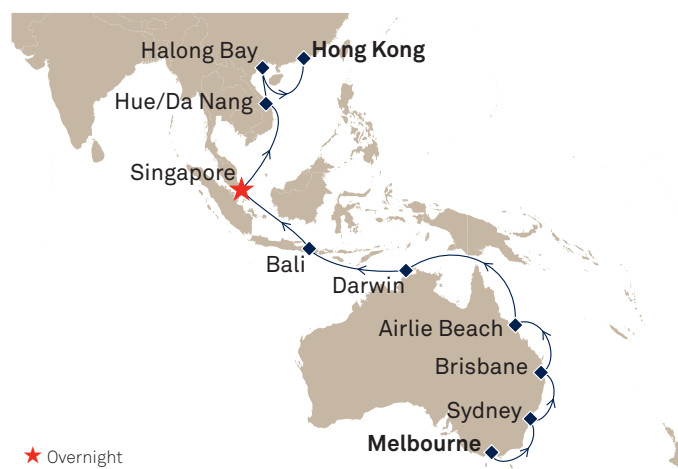 Halong Bay
Hong Kong
Hue/Da Nang
Singapore
Bali
Darwin
Airlie Beach
Brisbane
Sydney
Melbourne
Overnight